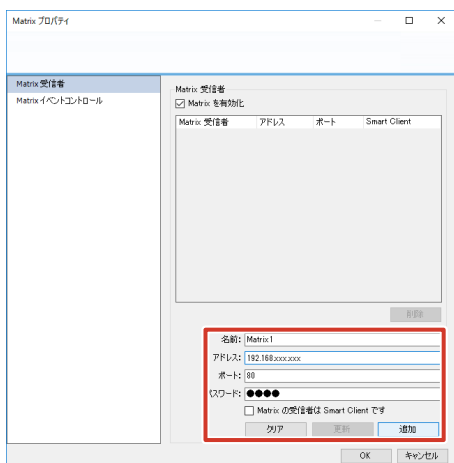 Matrix プロパティ
Matrix 受信者
Matrix イベントコントロール
Matrix 受信者
Matrix を有効化
Matrix 受信者 アドレス ポート Smart Client
削除
名前: Matrix1
アドレス: 192.168.xxx.xxx
ポート: 80
パスワード: ●●●●
Matrix の受信者は Smart Client です
クリア 更新 追加
OK キャンセル